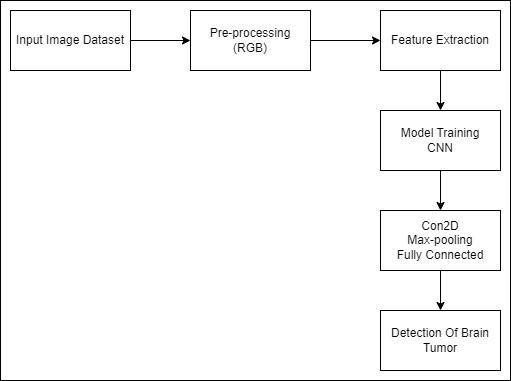 Input Image Dataset
Pre-processing
(RGB)
Feature Extraction
Model Training
CNN
Con2D
Max-pooling
Fully Connected
Detection Of Brain
Tumor